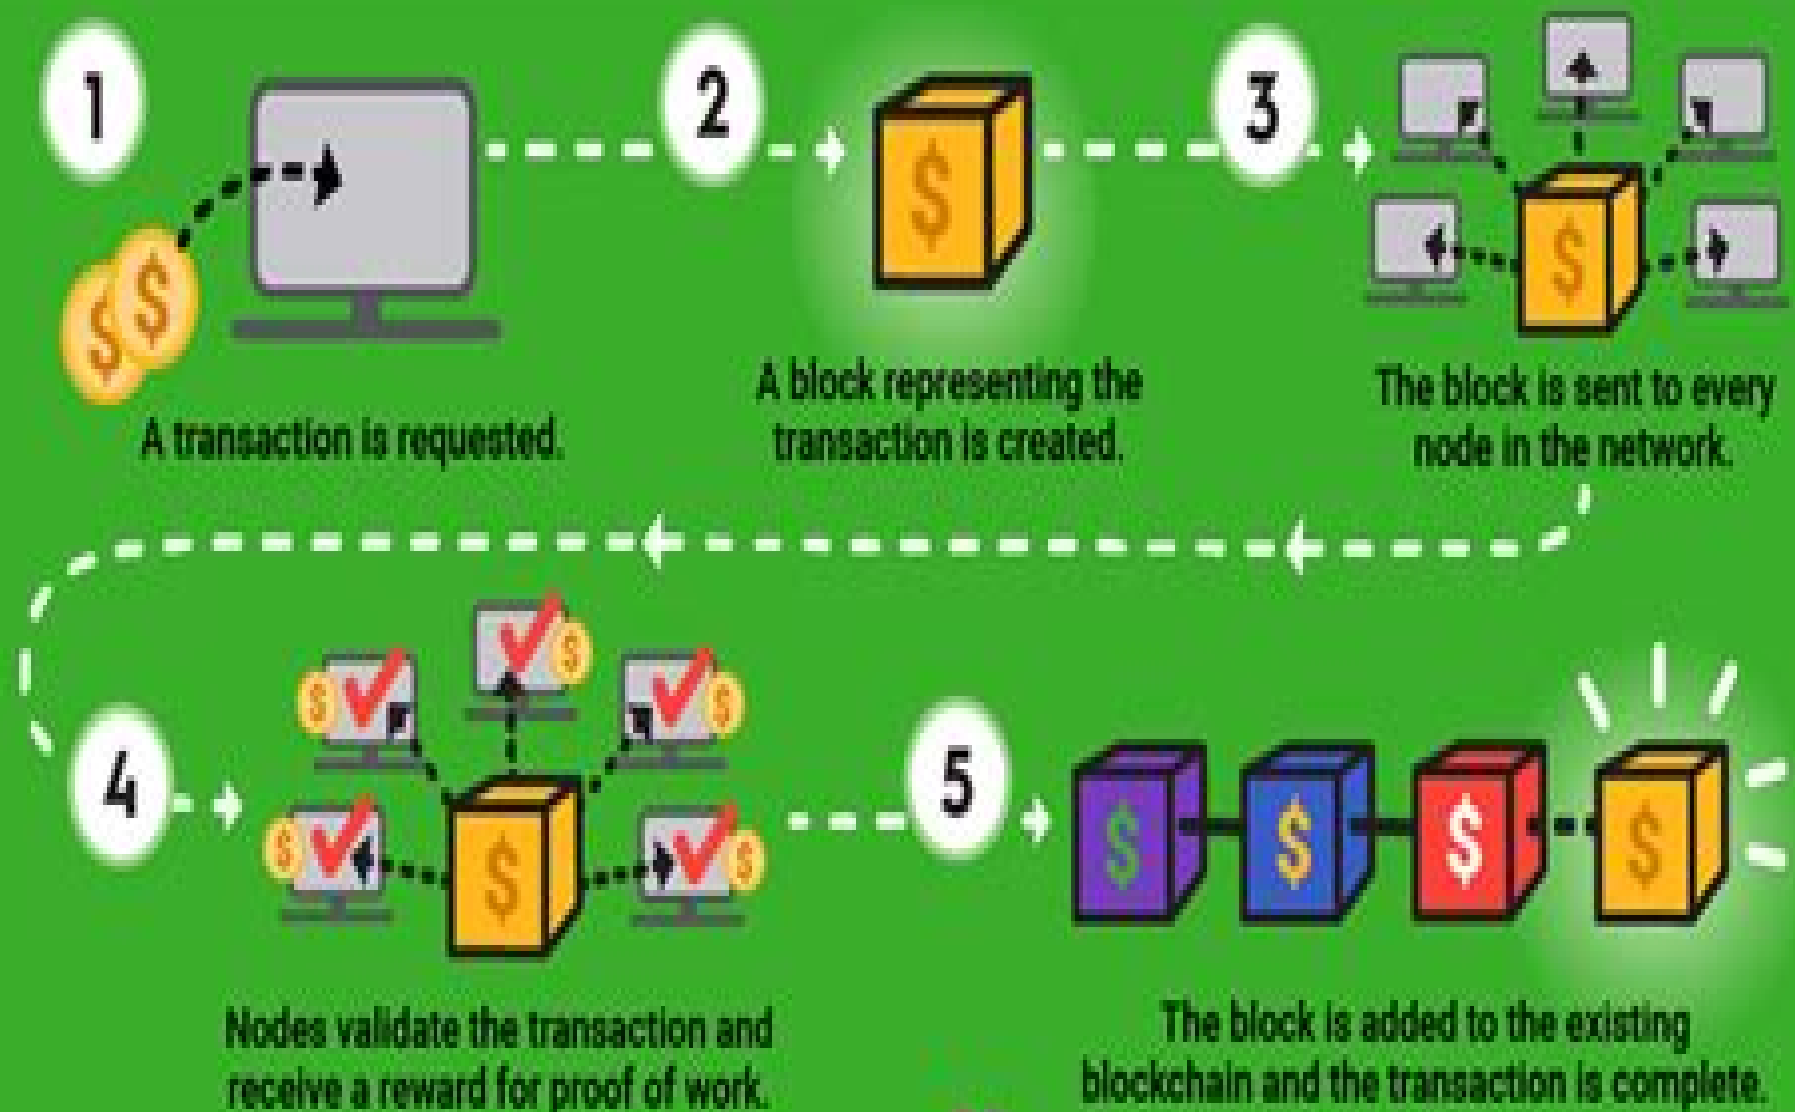 1
A transaction is requested.
2
A block representing the
transaction is created.
3
The block is sent to every
node in the network.
4
Nodes validate the transaction and
receive a reward for proof of work.
5
The block is added to the existing
blockchain and the transaction is complete.
$
$
$
$
$
$
$
$
$
$
$
$
$
$